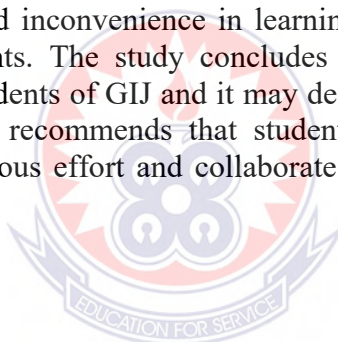 d inconvenience in learnin
nts. The study concludes
dents of GIJ and it may de
recommends that student
ous effort and collaborate
EDUCATION FOR SERVICE